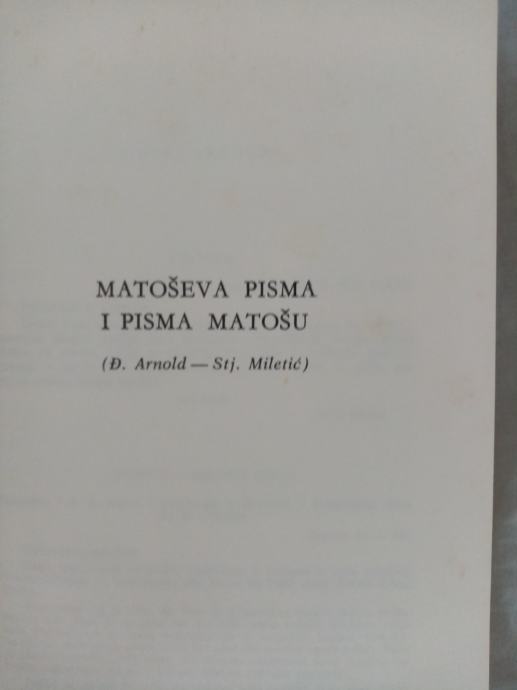 MATOŠEVA PISMA
I PISMA MATOŠU
(Đ. Arnold — Stj. Miletić)